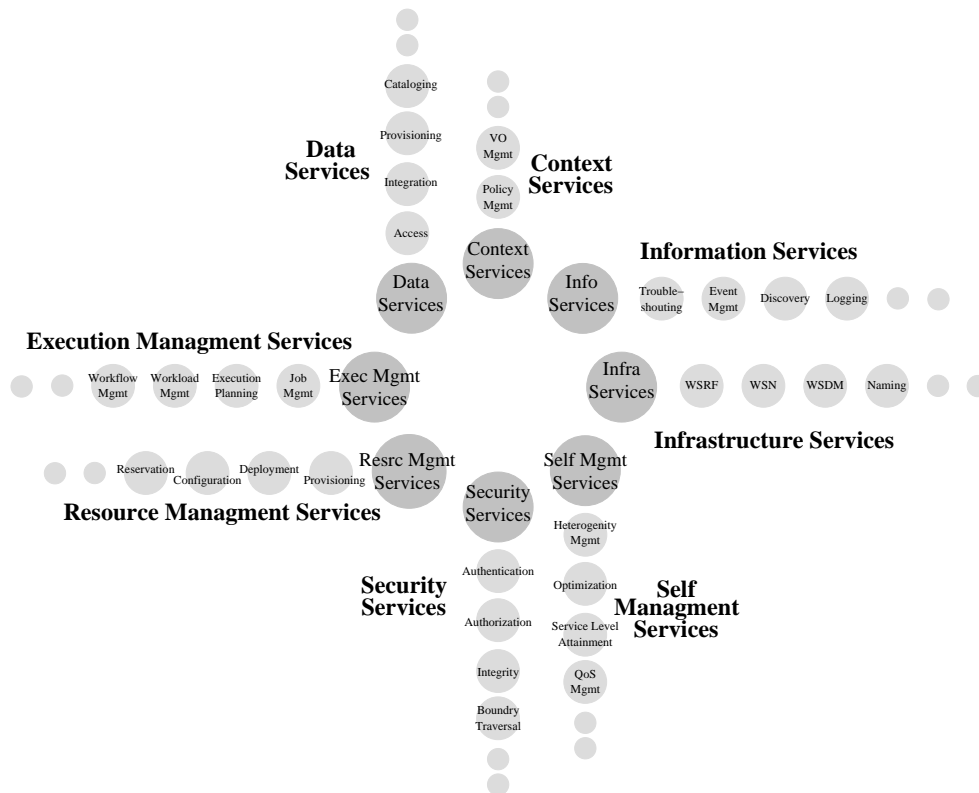 Cataloging
Provisioning
Integration
Access
Data
Services
Data
Services
VO
Mgmt
Policy
Mgmt
Context
Services
Context
Services
Information Services
Info
Services
Trouble–
shouting
Event
Mgmt
Discovery
Logging
Execution Managment Services
Workflow
Mgmt
Workload
Mgmt
Execution
Planning
Job
Mgmt
Exec Mgmt
Services
Infra
Services
WSRF
WSN
WSDM
Naming
Infrastructure Services
Reservation
Configuration
Deployment
Provisioning
Resrc Mgmt
Services
Resource Managment Services
Self Mgmt
Services
Security
Services
Security
Services
Authentication
Authorization
Integrity
Boundry
Traversal
Heterogenity
Mgmt
Optimization
Service Level
Attainment
QoS
Mgmt
Self
Managment
Services